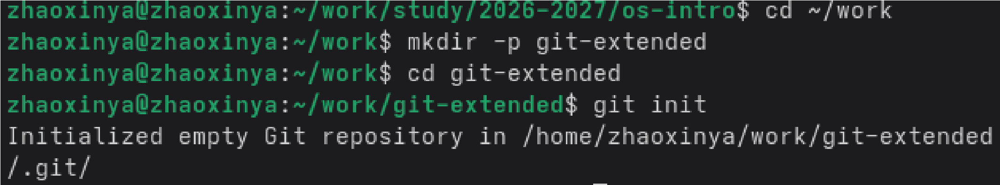 zhaoxinya@zhaoxinya:~/work/study/2026-2027/os-intro$ cd ~/work
zhaoxinya@zhaoxinya:~/work$ mkdir -p git-extended
zhaoxinya@zhaoxinya:~/work$ cd git-extended
zhaoxinya@zhaoxinya:~/work/git-extended$ git init
Initialized empty Git repository in /home/zhaoxinya/work/git-extended
/.git/